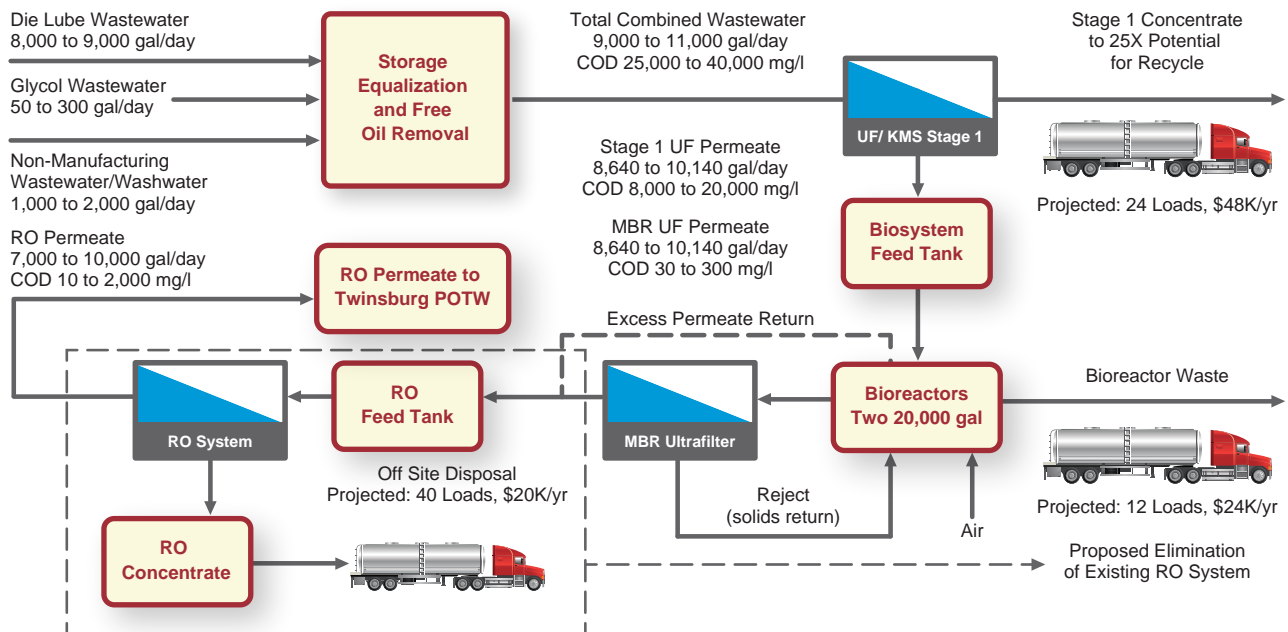 Die Lube Wastewater
8,000 to 9,000 gal/day
Glycol Wastewater
50 to 300 gal/day
Non-Manufacturing
Wastewater/Washwater
1,000 to 2,000 gal/day
Storage
Equalization
and Free
Oil Removal
Total Combined Wastewater
9,000 to 11,000 gal/day
COD 25,000 to 40,000 mg/l
UF/ KMS Stage 1
Stage 1 Concentrate
to 25X Potential
for Recycle
Projected: 24 Loads, $48K/yr
Stage 1 UF Permeate
8,640 to 10,140 gal/day
COD 8,000 to 20,000 mg/l
Biosystem
Feed Tank
MBR UF Permeate
8,640 to 10,140 gal/day
COD 30 to 300 mg/l
RO Permeate
7,000 to 10,000 gal/day
COD 10 to 2,000 mg/l
RO Permeate to
Twinsburg POTW
Excess Permeate Return
RO System
RO
Feed Tank
MBR Ultrafilter
Bioreactors
Two 20,000 gal
Bioreactor Waste
Projected: 12 Loads, $24K/yr
Off Site Disposal
Projected: 40 Loads, $20K/yr
Reject
(solids return)
Air
RO
Concentrate
Proposed Elimination
of Existing RO System